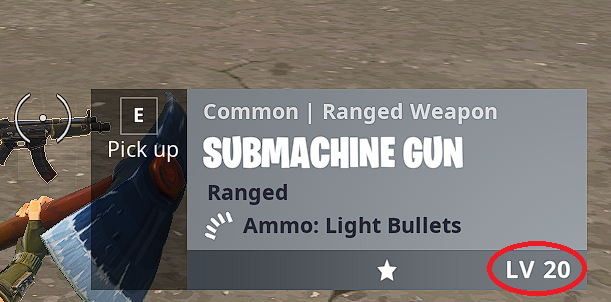 E
Pick up
Common | Ranged Weapon
SUBMACHINE GUN
Ranged
Ammo: Light Bullets
LV 20